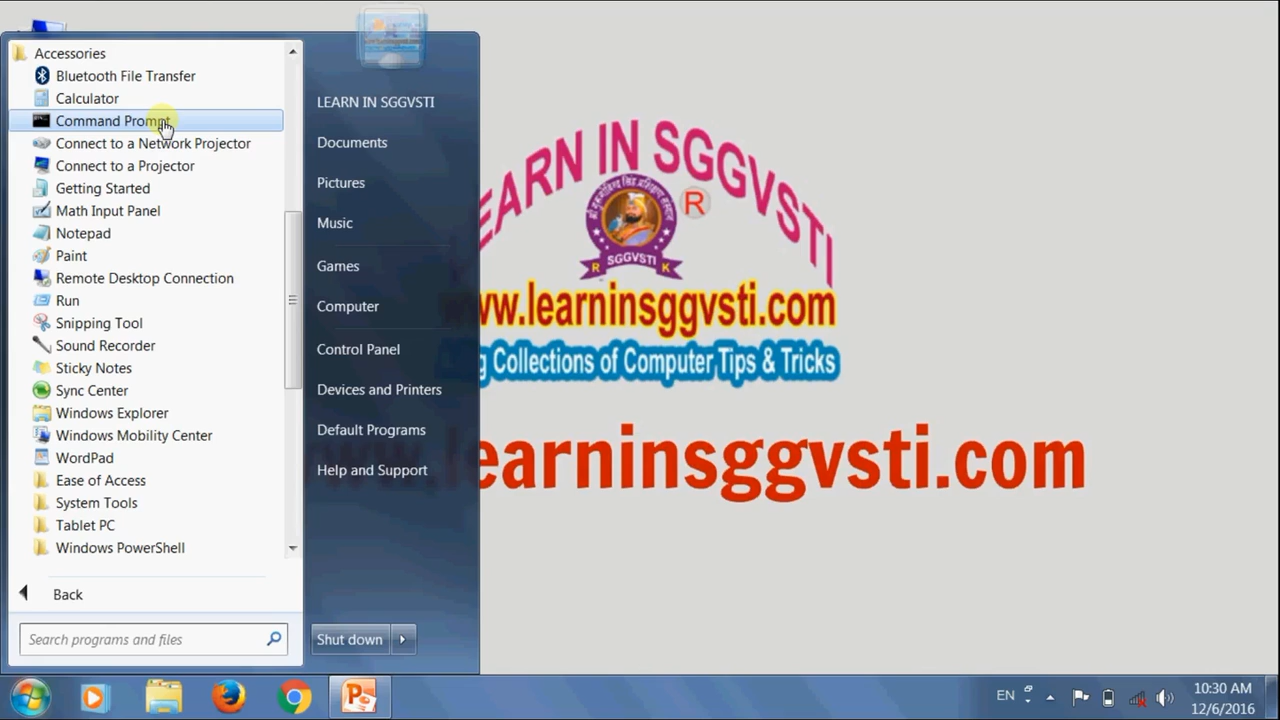 Accessories
Bluetooth File Transfer
Calculator
Command Prompt
Connect to a Network Projector
Connect to a Projector
Getting Started
Math Input Panel
Notepad
Paint
Remote Desktop Connection
Run
Snipping Tool
Sound Recorder
Sticky Notes
Sync Center
Windows Explorer
Windows Mobility Center
WordPad
Ease of Access
System Tools
Tablet PC
Windows PowerShell
Back
Search programs and files
LEARN IN SGGVSTI
Documents
Pictures
Music
Games
Computer
Control Panel
Devices and Printers
Default Programs
Help and Support
Shut down
LEARN IN SGGVSTI
R
SGGVSTI
R K
www.learninsggvsti.com
g Collections of Computer Tips & Tricks
www.learninsggvsti.com
EN
10:30 AM
12/6/2016